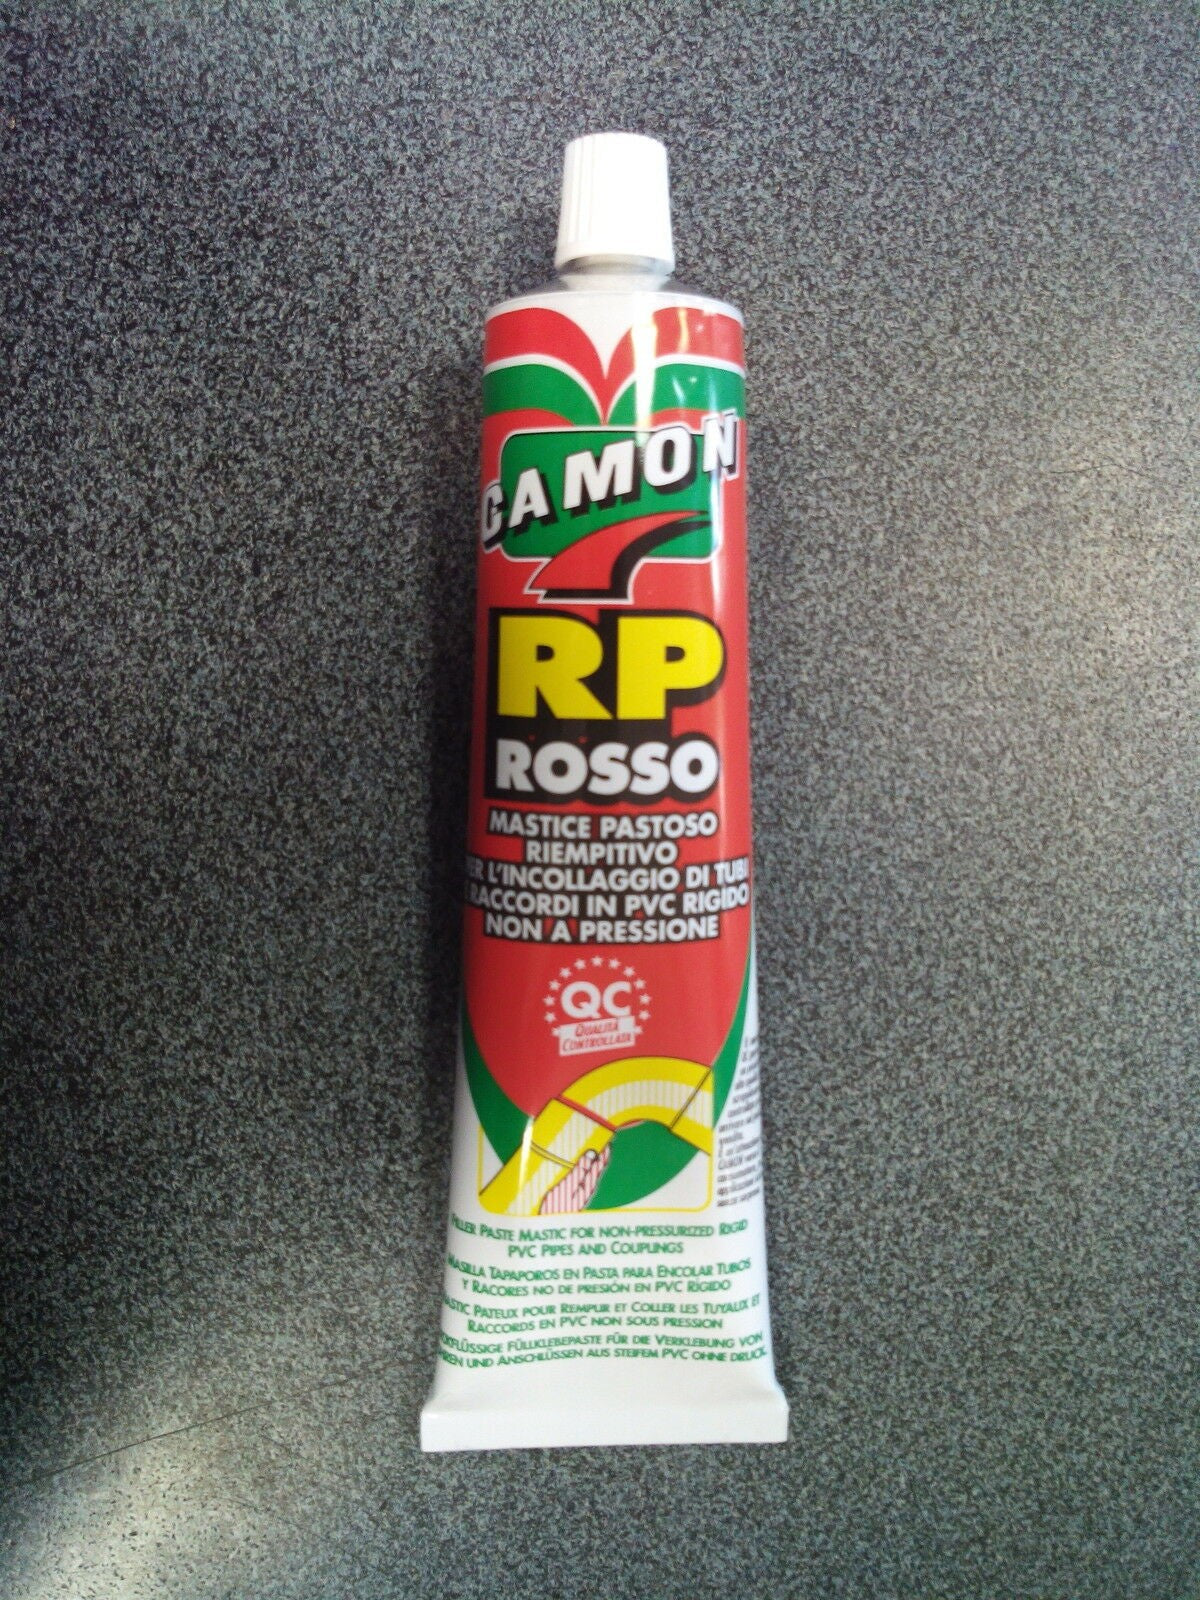 CAMON
RP
ROSSO
MASTICE PASTOSO
RIEMPITIVO
L'INCOLLAGGIO DI TUBI
RACCORDI IN PVC RIGIDO
NON A PRESSIONE
QC
QUALITÀ
CONTROLLATA
PASTE MASTIC FOR NON-PRESSURIZED RIGID
PVC PIPES AND COUPLINGS
MASILLA TAPAPOROS EN PASTA PARA ENCOLAR TUBOS
Y RACORES NO DE PRESIÓN EN PVC RÍGIDO
PATEUX POUR REMPUR ET COLLER LES TUYAUX ET
RACCORDS EN PVC NON SOUS PRESSION
FÜLLKLEBEPASTE FÜR DIE VERKLEBUNG VON
UND ANSCHLÜSSEN AUS STEIFEM PVC OHNE DRUCK